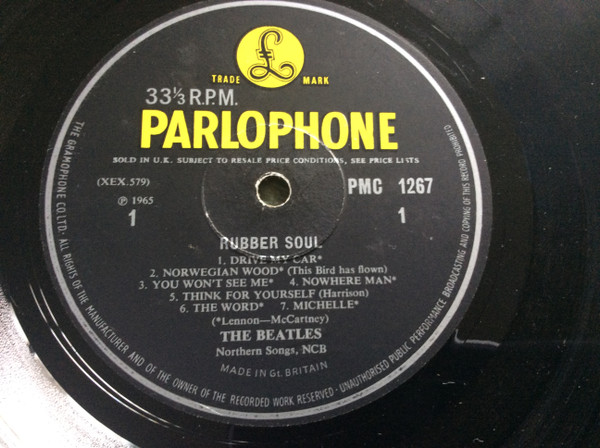 £
TRADE MARK
33⅓ R.P.M.
PARLOPHONE
SOLD IN U.K. SUBJECT TO RESALE PRICE CONDITIONS, SEE PRICE LISTS
(XEX.579)
PMC 1267
℗ 1965
1
1
RUBBER SOUL
1. DRIVE MY CAR*
2. NORWEGIAN WOOD* (This Bird has flown)
3. YOU WON'T SEE ME* 4. NOWHERE MAN*
5. THINK FOR YOURSELF (Harrison)
6. THE WORD* 7. MICHELLE*
(*Lennon—McCartney)
THE BEATLES
Northern Songs, NCB
MADE IN GT. BRITAIN
THE GRAMOPHONE CO. LTD. ALL RIGHTS OF THE MANUFACTURER AND OF THE OWNER OF THE RECORDED WORK RESERVED · UNAUTHORISED PUBLIC PERFORMANCE BROADCASTING AND COPYING OF THIS RECORD PROHIBITED